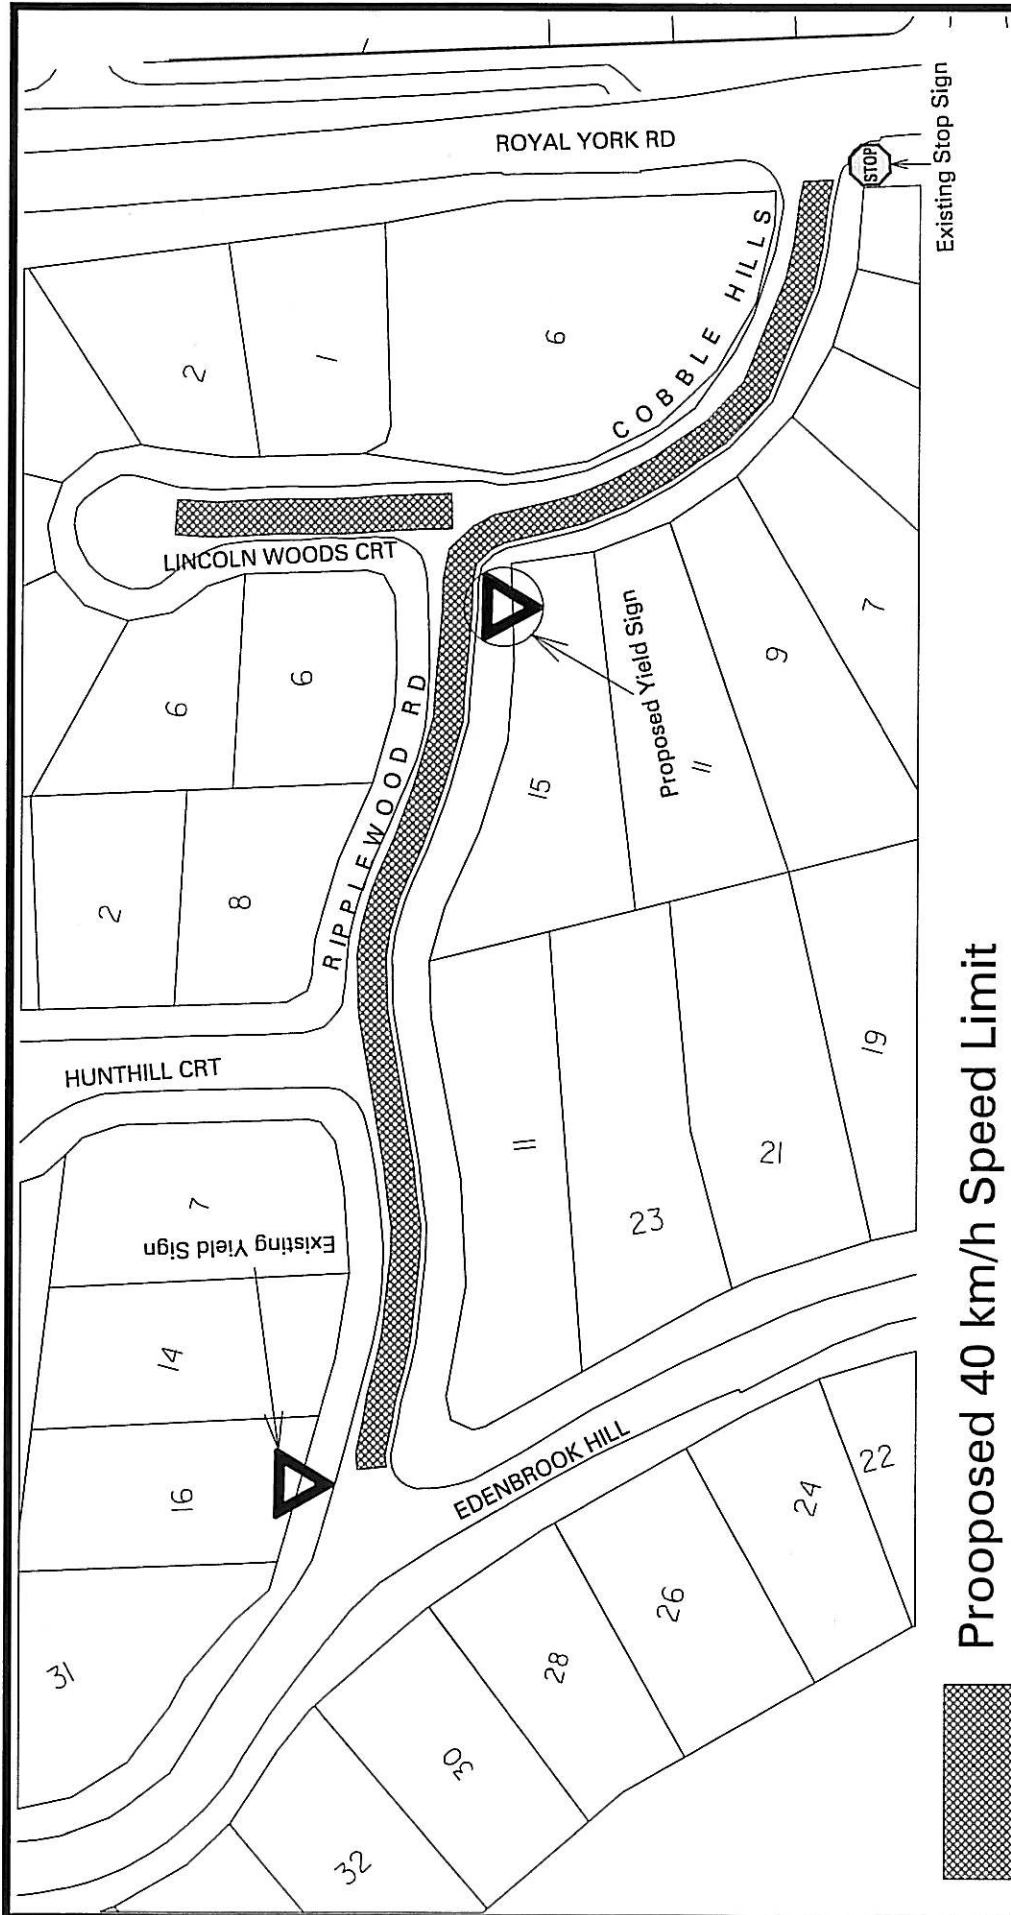 ROYAL YORK RD
STOP
Existing Stop Sign
COBBLE HILLS
2
1
6
LINCOLN WOODS CRT
6
6
Proposed Yield Sign
RIPPLEWOOD RD
15
11
9
7
2
8
HUNTHILL CRT
11
23
21
19
7
Existing Yield Sign
14
16
31
EDENBROOK HILL
22
24
26
28
30
32
Prooposed 40 km/h Speed Limit